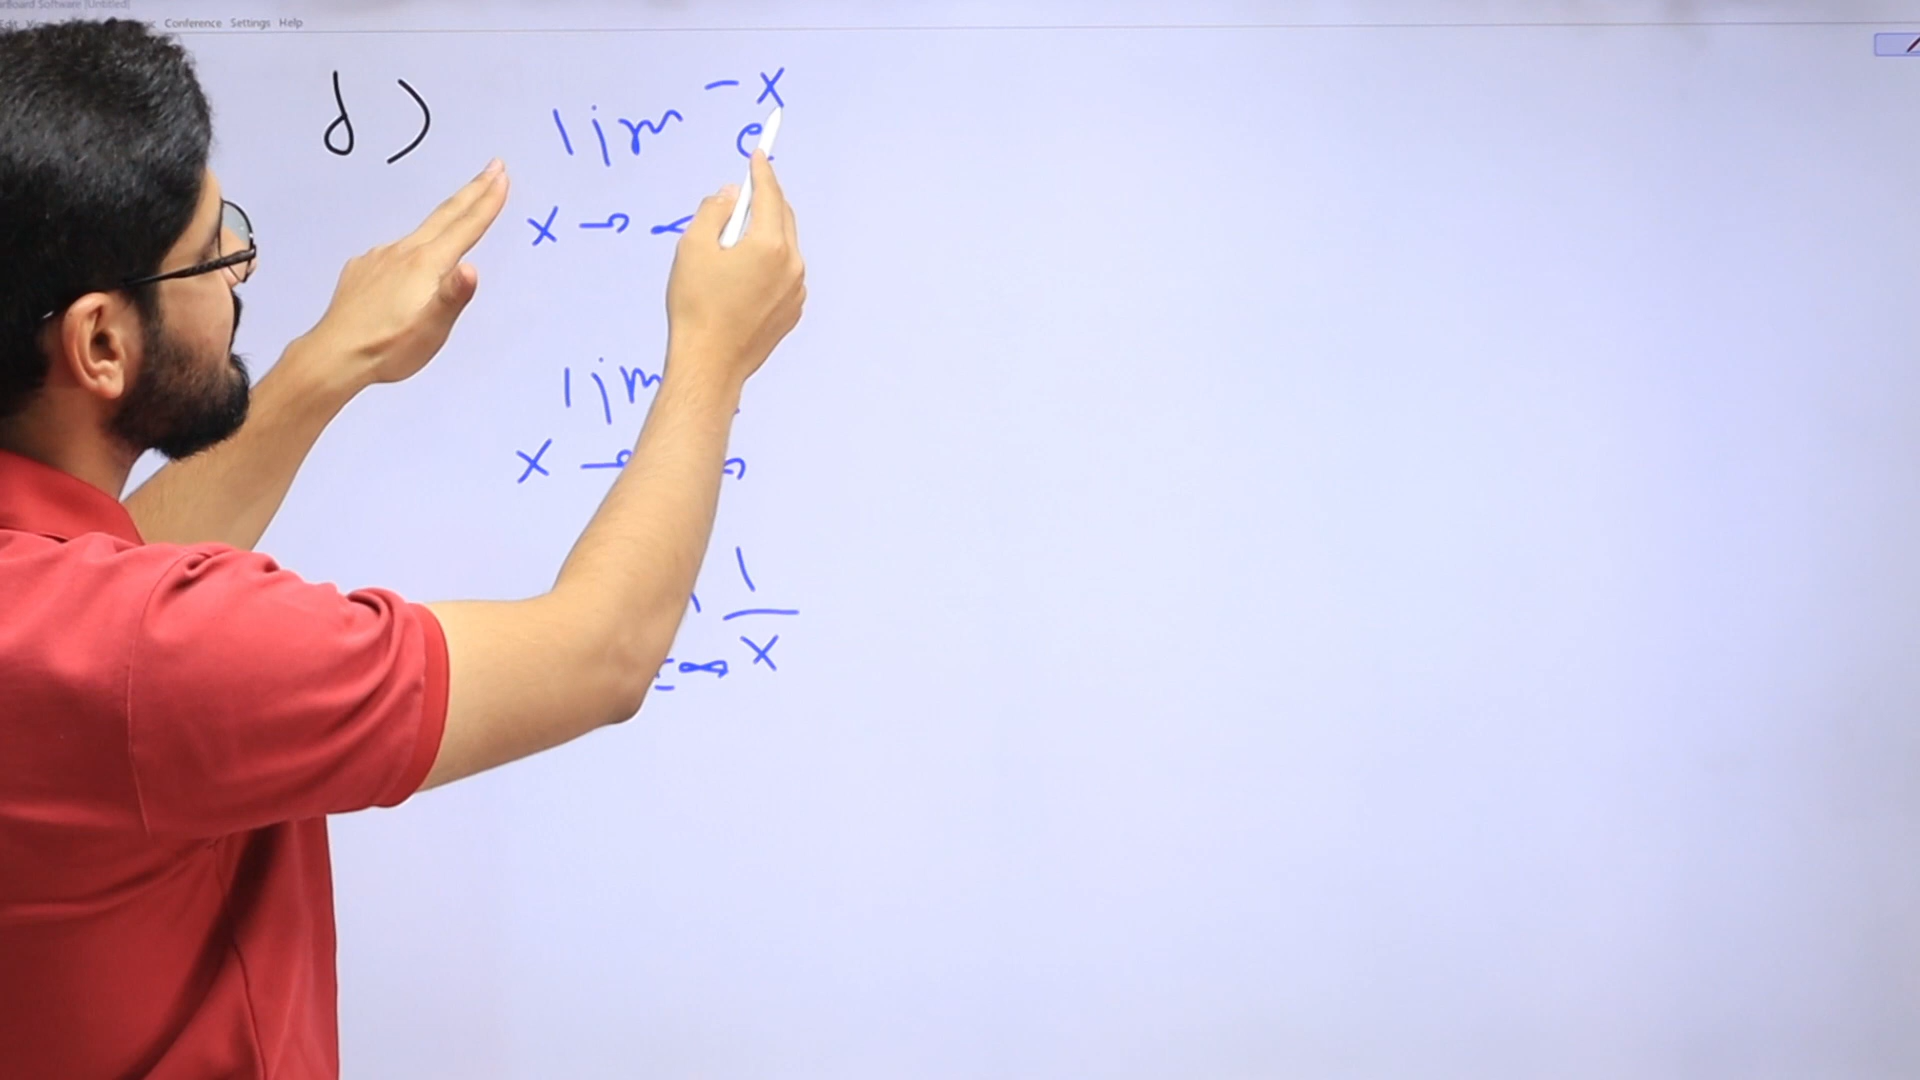 Board Software [Untitled]
Edit Conference Settings Help
d) lim e^{-x}
x →
lim
x →
1
x